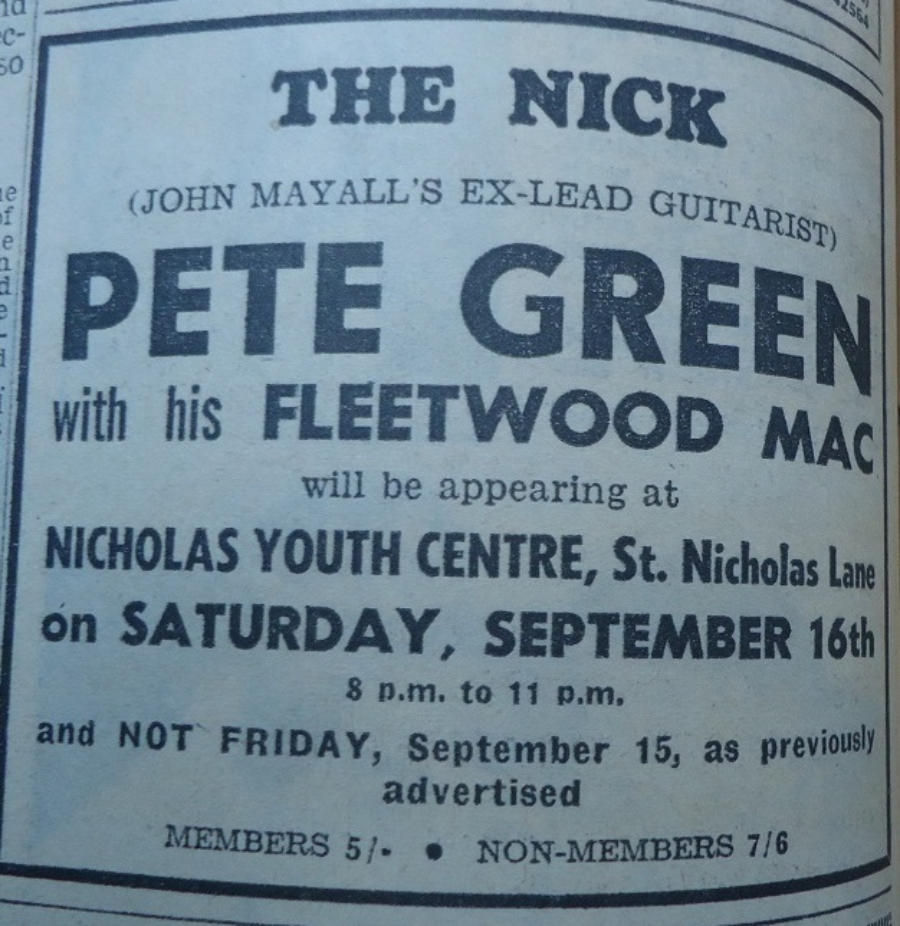 THE NICK
(JOHN MAYALL'S EX-LEAD GUITARIST)
PETE GREEN
with his FLEETWOOD MAC
will be appearing at
NICHOLAS YOUTH CENTRE, St. Nicholas Lane
on SATURDAY, SEPTEMBER 16th
8 p.m. to 11 p.m.
and NOT FRIDAY, September 15, as previously
advertised
MEMBERS 5/- ● NON-MEMBERS 7/6